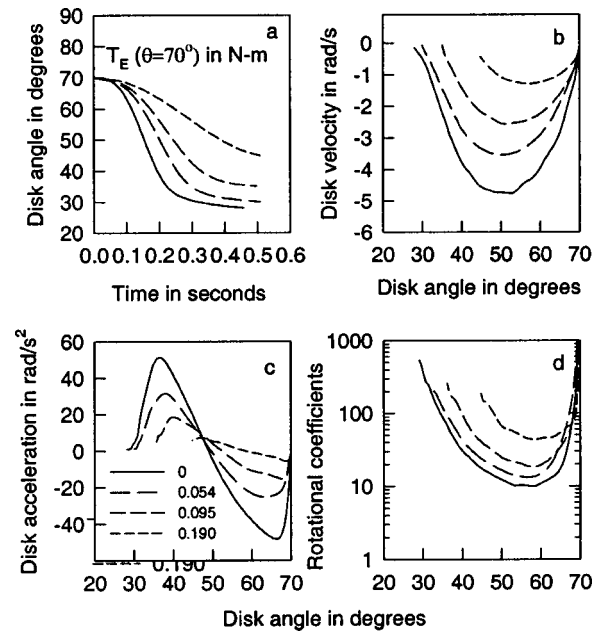 a
T_E (θ=70°) in N-m
90
80
70
60
50
40
30
20
0.0 0.1 0.2 0.3 0.4 0.5 0.6
Disk angle in degrees
Time in seconds
b
0
-1
-2
-3
-4
-5
-6
20 30 40 50 60 70
Disk velocity in rad/s
Disk angle in degrees
c
60
40
20
0
-20
-40
0
0.054
0.095
0.190
0.190
20 30 40 50 60 70
Disk acceleration in rad/s²
d
1000
100
10
1
20 30 40 50 60 70
Rotational coefficients
Disk angle in degrees